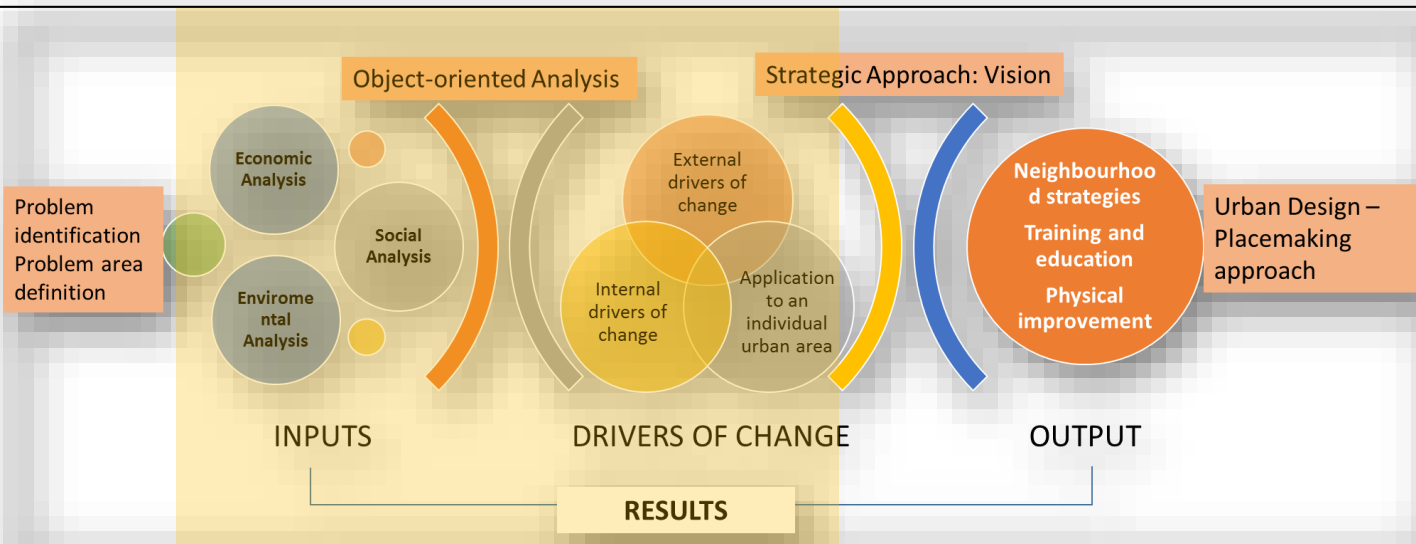 Object-oriented Analysis
Strategic Approach: Vision
Problem
identification
Problem area
definition
Economic
Analysis
Social
Analysis
Envirome
ntal
Analysis
External
drivers of
change
Internal
drivers of
change
Application
to an
individual
urban area
Neighbourhoo
d strategies
Training and
education
Physical
improvement
Urban Design –
Placemaking
approach
INPUTS
DRIVERS OF CHANGE
OUTPUT
RESULTS